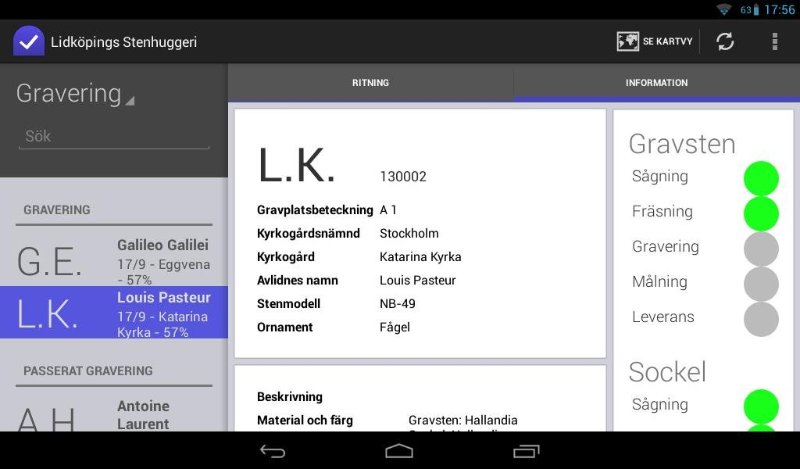 63 17:56
Lidköpings Stenhuggeri
SE KARTVY
Gravering
Sök
GRAVERING
G.E.
Galileo Galilei
17/9 - Eggvena
- 57%
L.K.
Louis Pasteur
17/9 - Katarina
Kyrka - 57%
PASSERAT GRAVERING
A.H.
Antoine
Laurent
RITNING
INFORMATION
L.K.
130002
Gravplatsbeteckning A 1
Kyrkogårdsnämnd Stockholm
Kyrkogård Katarina Kyrka
Avlidnes namn Louis Pasteur
Stenmodell NB-49
Ornament Fågel
Beskrivning
Material och färg Gravsten: Hallandia
Gravsten
Sågning
Fräsning
Gravering
Målning
Leverans
Sockel
Sågning